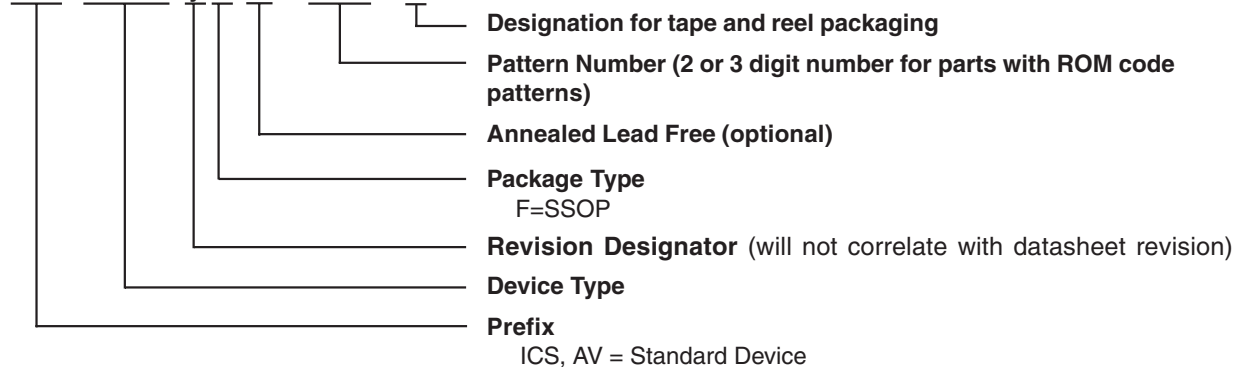 Designation for tape and reel packaging
Pattern Number (2 or 3 digit number for parts with ROM code
patterns)
Annealed Lead Free (optional)
Package Type
F=SSOP
Revision Designator (will not correlate with datasheet revision)
Device Type
Prefix
ICS, AV = Standard Device